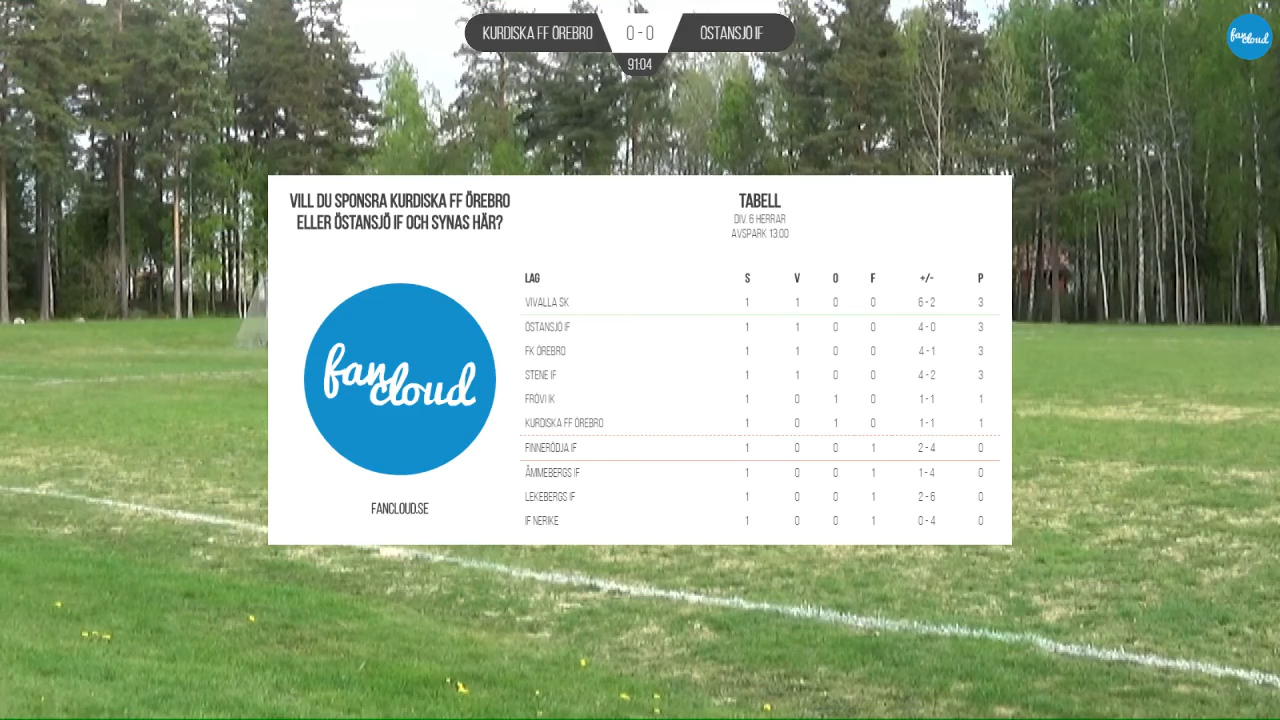 KURDISKA FF ÖREBRO 0 - 0 ÖSTANSJÖ IF
91:04
fan cloud
VILL DU SPONSRA KURDISKA FF ÖREBRO
ELLER ÖSTANSJÖ IF OCH SYNAS HÄR?
fan cloud
FANCLOUD.SE
TABELL
DIV. 6 HERRAR
AVSPARK 13:00
LAG S V O F +/- P
VIVALLA SK 1 1 0 0 6 - 2 3
ÖSTANSJÖ IF 1 1 0 0 4 - 0 3
FK ÖREBRO 1 1 0 0 4 - 1 3
STENE IF 1 1 0 0 4 - 2 3
FRÖVI IK 1 0 1 0 1 - 1 1
KURDISKA FF ÖREBRO 1 0 1 0 1 - 1 1
FINNERÖDJA IF 1 0 0 1 2 - 4 0
ÅMMEBERGS IF 1 0 0 1 1 - 4 0
LEKEBERGS IF 1 0 0 1 2 - 6 0
IF NERIKE 1 0 0 1 0 - 4 0